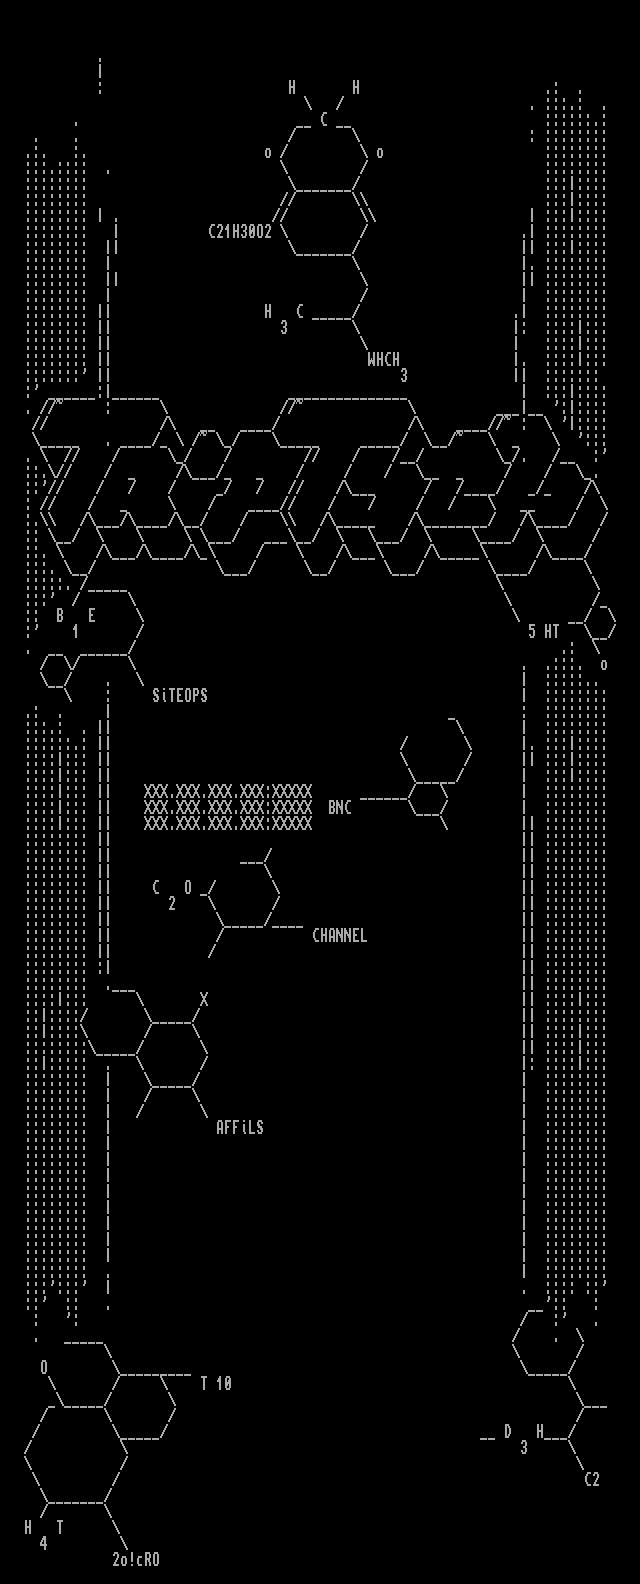 H H
C
o o
C21H30O2
H 3 C
WHCH 3
B 1 E
5 HT
o
SiTEOPS
XXX.XXX.XXX.XXX:XXXXX
XXX.XXX.XXX.XXX:XXXXX BNC
XXX.XXX.XXX.XXX:XXXXX
C 2 O
CHANNEL
X
AFFiLS
O
T 10
D 3 H
C2
H 4 T
2o!cRO